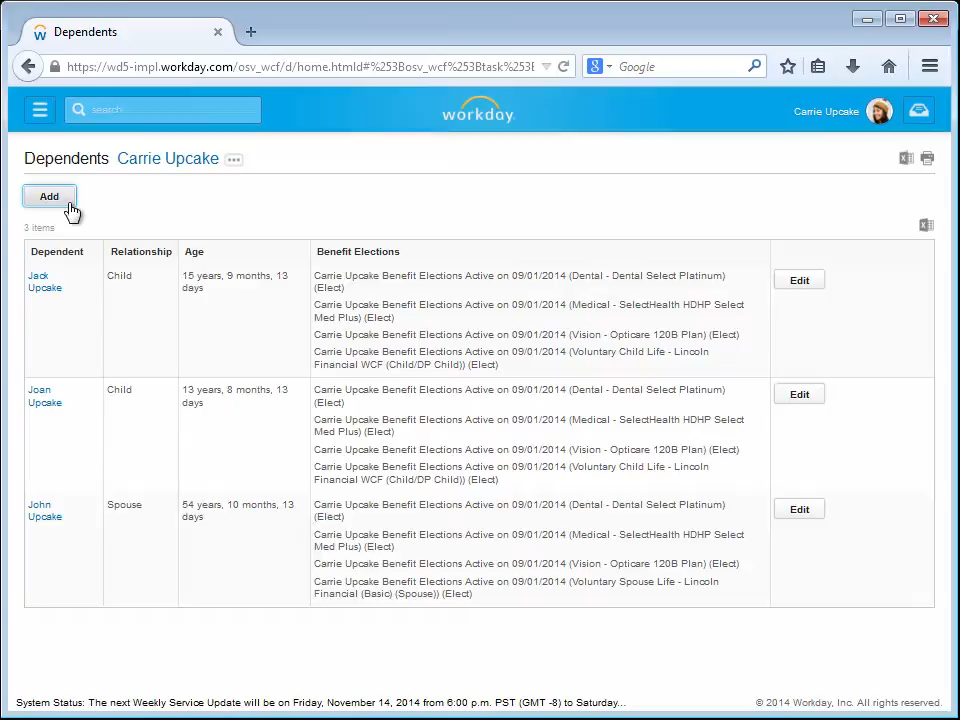 Dependents
https://wd5-impl.workday.com/osv_wcf/d/home.htmld#%253Bosv_wcf%253Btask%253E
Google
search
workday.
Carrie Upcake
Dependents Carrie Upcake
Add
3 items
Dependent Relationship Age Benefit Elections
Jack
Upcake
Child
15 years, 9 months, 13
days
Carrie Upcake Benefit Elections Active on 09/01/2014 (Dental - Dental Select Platinum)
(Elect)
Carrie Upcake Benefit Elections Active on 09/01/2014 (Medical - SelectHealth HDHP Select
Med Plus) (Elect)
Carrie Upcake Benefit Elections Active on 09/01/2014 (Vision - Opticare 120B Plan) (Elect)
Carrie Upcake Benefit Elections Active on 09/01/2014 (Voluntary Child Life - Lincoln
Financial WCF (Child/DP Child)) (Elect)
Edit
Joan
Upcake
Child
13 years, 8 months, 13
days
Carrie Upcake Benefit Elections Active on 09/01/2014 (Dental - Dental Select Platinum)
(Elect)
Carrie Upcake Benefit Elections Active on 09/01/2014 (Medical - SelectHealth HDHP Select
Med Plus) (Elect)
Carrie Upcake Benefit Elections Active on 09/01/2014 (Vision - Opticare 120B Plan) (Elect)
Carrie Upcake Benefit Elections Active on 09/01/2014 (Voluntary Child Life - Lincoln
Financial WCF (Child/DP Child)) (Elect)
Edit
John
Upcake
Spouse
54 years, 10 months, 13
days
Carrie Upcake Benefit Elections Active on 09/01/2014 (Dental - Dental Select Platinum)
(Elect)
Carrie Upcake Benefit Elections Active on 09/01/2014 (Medical - SelectHealth HDHP Select
Med Plus) (Elect)
Carrie Upcake Benefit Elections Active on 09/01/2014 (Vision - Opticare 120B Plan) (Elect)
Carrie Upcake Benefit Elections Active on 09/01/2014 (Voluntary Spouse Life - Lincoln
Financial (Basic) (Spouse)) (Elect)
Edit
System Status: The next Weekly Service Update will be on Friday, November 14, 2014 from 6:00 p.m. PST (GMT -8) to Saturday...
© 2014 Workday, Inc. All rights reserved.